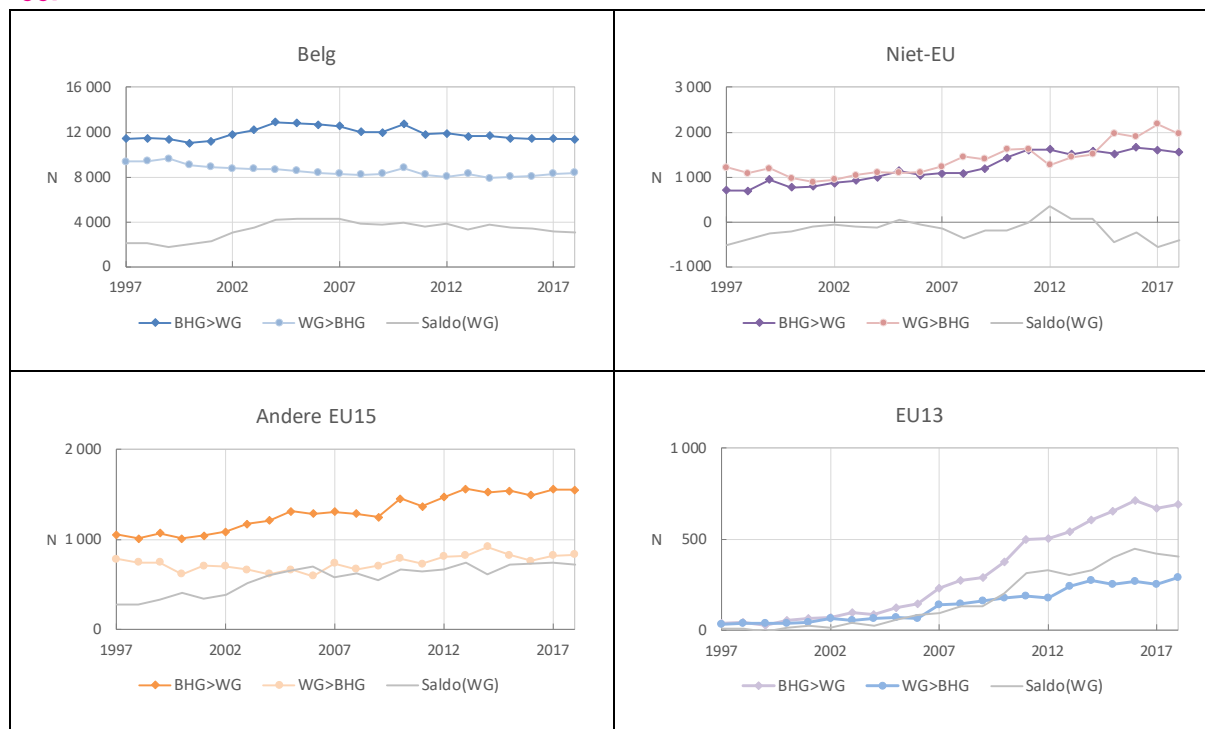 Belg
16 000
12 000
N
8 000
4 000
0
1997 2002 2007 2012 2017
BHG>WG WG>BHG Saldo(WG)
Niet-EU
3 000
2 000
N
1 000
0
-1 000
1997 2002 2007 2012 2017
BHG>WG WG>BHG Saldo(WG)
Andere EU15
2 000
N
1 000
0
1997 2002 2007 2012 2017
BHG>WG WG>BHG Saldo(WG)
EU13
1 000
N
500
0
1997 2002 2007 2012 2017
BHG>WG WG>BHG Saldo(WG)